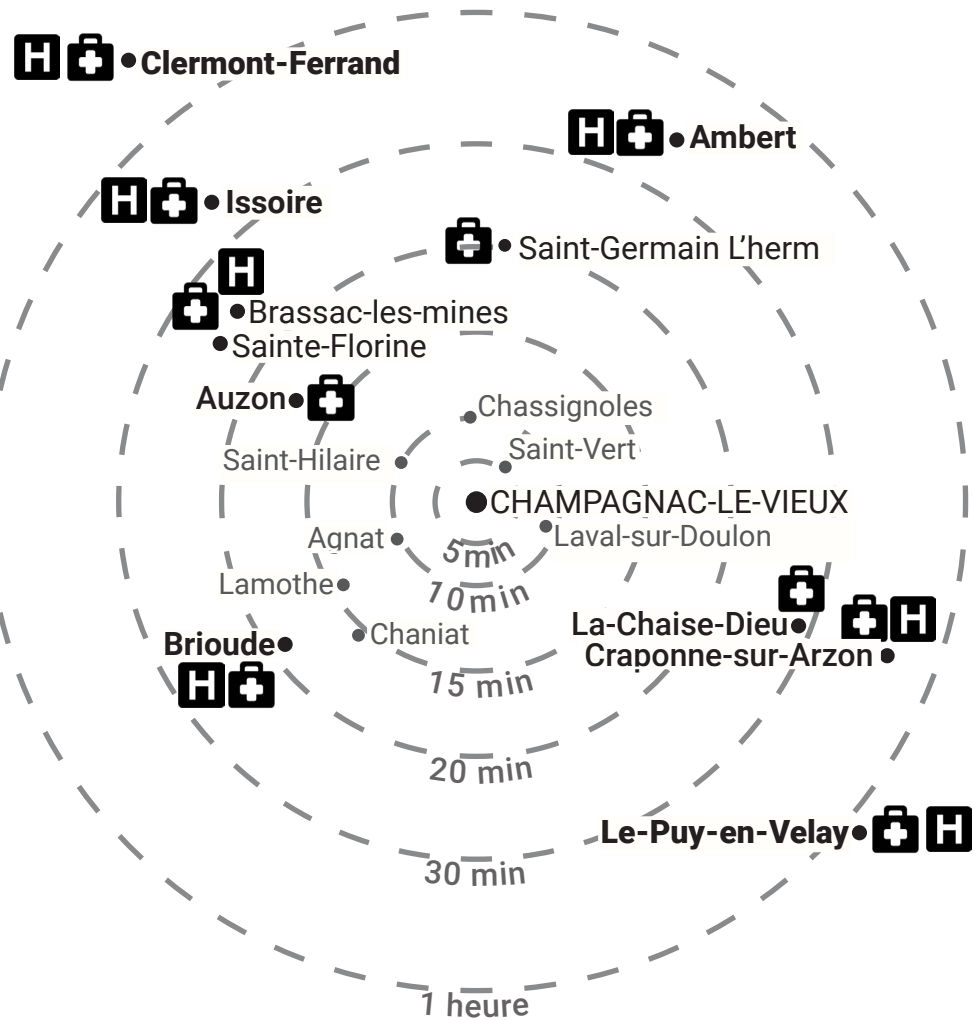 H Clermont-Ferrand
H Ambert
H Issoire
Saint-Germain L'herm
H
Brassac-les-mines
Sainte-Florine
Auzon
Chassignoles
Saint-Vert
Saint-Hilaire
CHAMPAGNAC-LE-VIEUX
Laval-sur-Doulon
Agnat
5min
Lamothe
10 min
La-Chaise-Dieu
H
Chaniat
Brioude
Craponne-sur-Arzon
H
15 min
20 min
Le-Puy-en-Velay H
30 min
1 heure